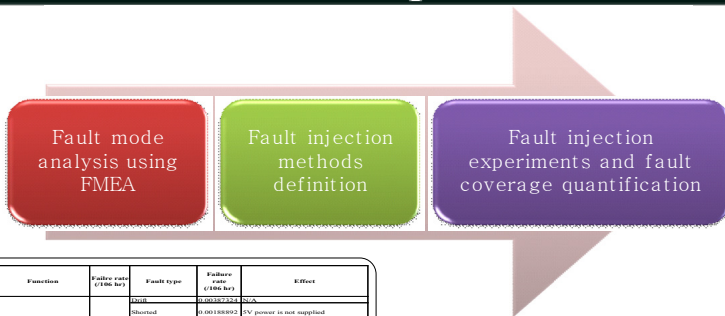 Fault mode
analysis using
FMEA
Fault injection
methods
definition
Fault injection
experiments and fault
coverage quantification
Function
Failre rate
(/106 hr)
Fault type
Failure
rate
(/106 hr)
Effect
Drift 0.00387324 N/A
Shorted 0.00188892 5V power is not supplied